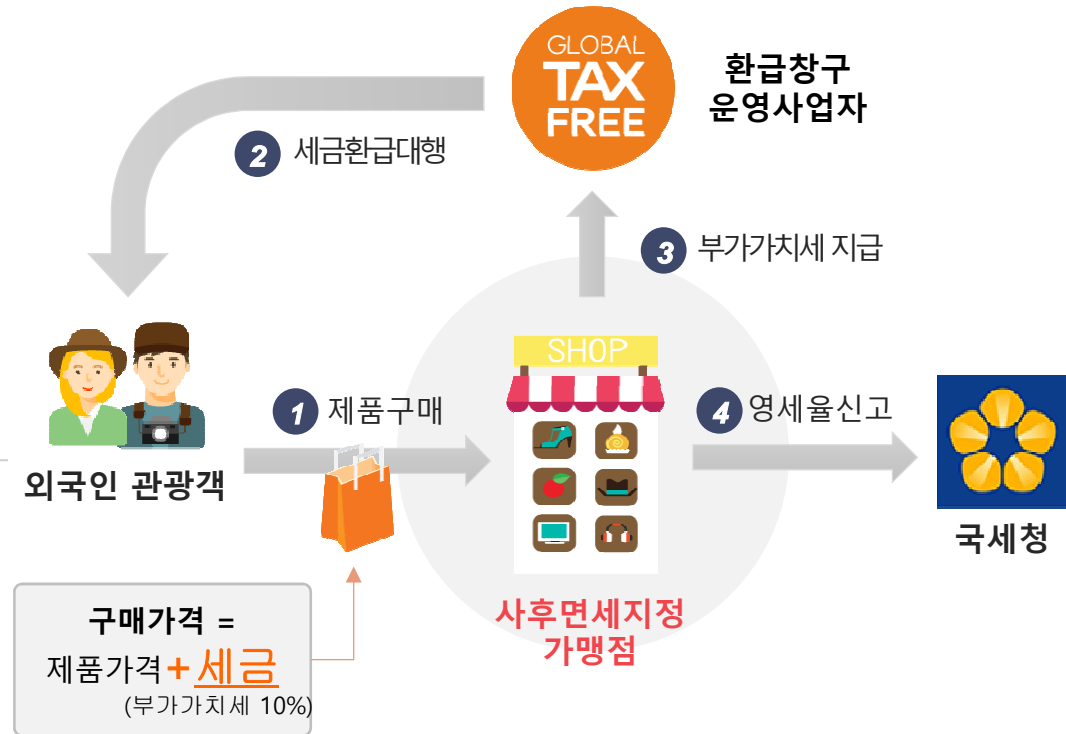 GLOBAL
TAX
FREE
환급창구
운영사업자
2 세금환급대행
3 부가가치세 지급
SHOP
1 제품구매
4 영세율신고
외국인 관광객
국세청
사후면세지정
가맹점
구매가격 =
제품가격+세금
(부가가치세 10%)